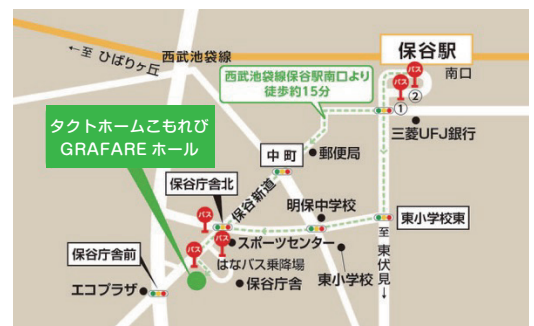 ←至 ひばりヶ丘
西武池袋線
保谷駅
南口
バス
バス
①
②
西武池袋線保谷駅南口より
徒歩約15分
三菱UFJ銀行
タクトホームこもれび
GRAFARE ホール
中町
郵便局
保谷庁舎北
保谷新道
明保中学校
東小学校東
バス
バス
スポーツセンター
バス
はなバス乗降場
保谷庁舎前
東小学校
至東伏見↓
エコプラザ
保谷庁舎